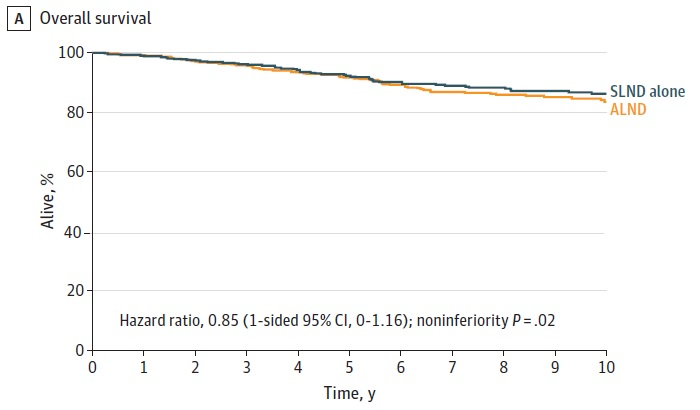 A Overall survival
100
80
60
40
20
0
Alive, %
SLND alone
ALND
Hazard ratio, 0.85 (1-sided 95% CI, 0-1.16); noninferiority P = .02
0 1 2 3 4 5 6 7 8 9 10
Time, y